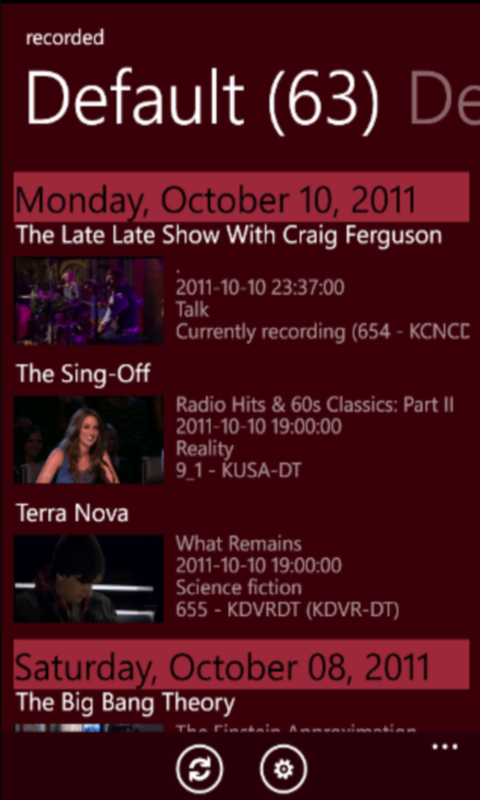 recorded
Default (63) De
Monday, October 10, 2011
The Late Late Show With Craig Ferguson
.
2011-10-10 23:37:00
Talk
Currently recording (654 - KCNCD
The Sing-Off
Radio Hits & 60s Classics: Part II
2011-10-10 19:00:00
Reality
9_1 - KUSA-DT
Terra Nova
What Remains
2011-10-10 19:00:00
Science fiction
655 - KDVRDT (KDVR-DT)
Saturday, October 08, 2011
The Big Bang Theory
The Einstein Approximation